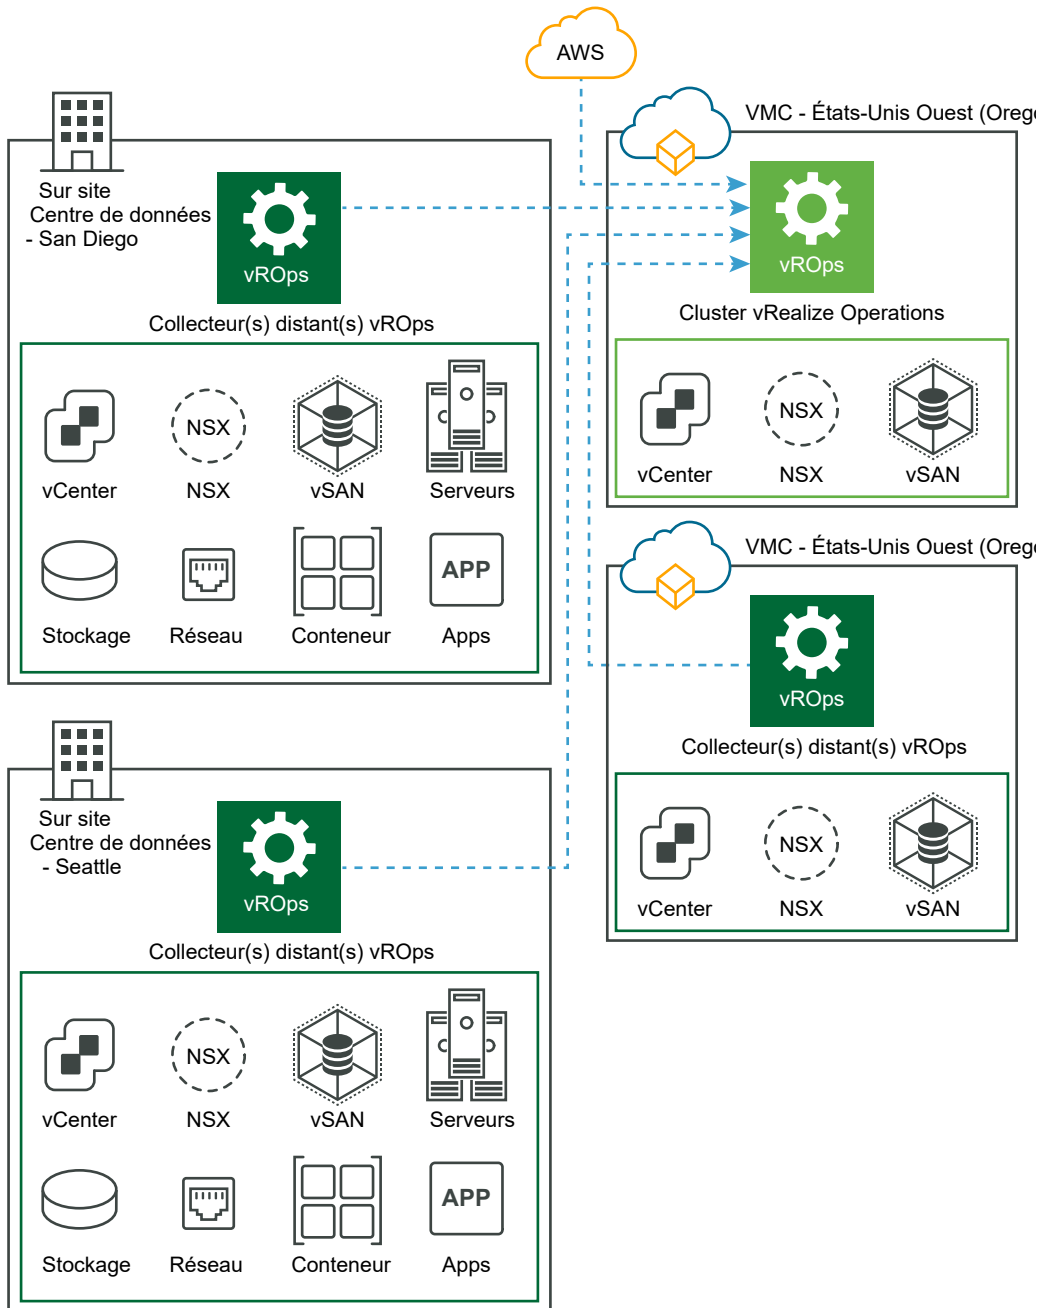 AWS
VMC - États-Unis Ouest
Sur site
Centre de données
- San Diego
vROps
Collecteur(s) distant(s) vROps
NSX
vCenter
NSX
vSAN
Serveurs
APP
Stockage
Réseau
Conteneur
Apps
vROps
Cluster vRealize Operations
NSX
vCenter
NSX
vSAN
VMC - États-Unis Ouest
vROps
Collecteur(s) distant(s) vROps
NSX
vCenter
NSX
vSAN
Sur site
Centre de données
- Seattle
vROps
Collecteur(s) distant(s) vROps
NSX
vCenter
NSX
vSAN
Serveurs
APP
Stockage
Réseau
Conteneur
Apps